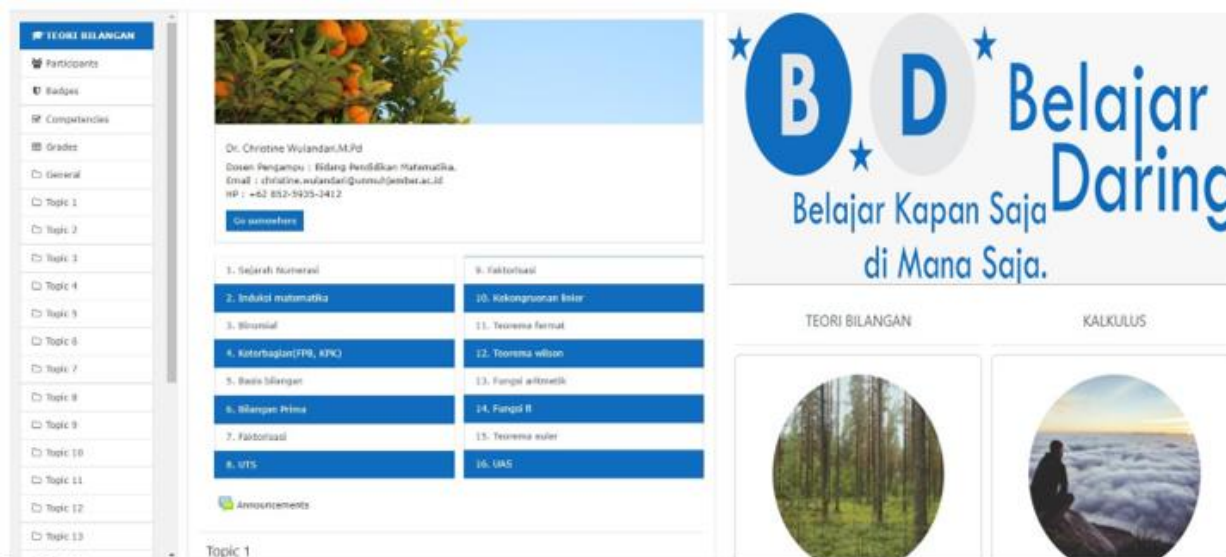 TEORI BILANGAN
Participants
Badges
Competencies
Grades
General
Topic 1
Topic 2
Topic 3
Topic 4
Topic 5
Topic 6
Topic 7
Topic 8
Topic 9
Topic 10
Topic 11
Topic 12
Topic 13
Dr. Christine Wulandari,M.Pd
Dosen Pengampu : Bidang Pendidikan Matematika.
Email : christine.wulandari@unmuhjember.ac.id
HP : +62 852-5935-3412
Go somewhere
1. Sejarah Numerasi
2. Induksi matematika
3. Binomial
4. Keterbagian(FPB, KPK)
5. Basis bilangan
6. Bilangan Prima
7. Faktorisasi
8. UTS
9. Faktorisasi
10. Kekongruenan linier
11. Teorema fermat
12. Teorema wilson
13. Fungsi aritmetik
14. Fungsi fi
15. Teorema euler
16. UAS
Announcements
Topic 1
B D
Belajar
Daring
Belajar Kapan Saja
di Mana Saja.
TEORI BILANGAN
KALKULUS